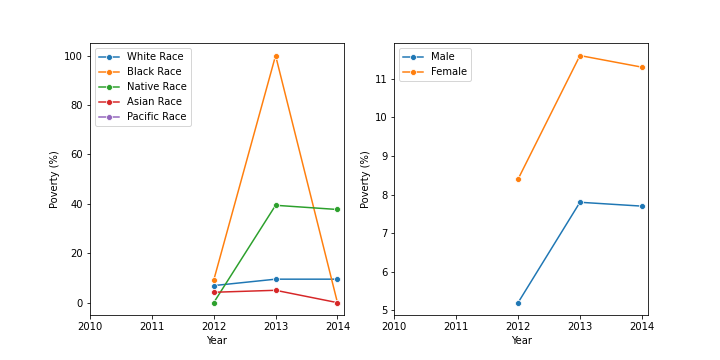 White Race
Black Race
Native Race
Asian Race
Pacific Race
100
80
60
40
20
0
Poverty (%)
2010 2011 2012 2013 2014
Year
Male
Female
11
10
9
8
7
6
5
Poverty (%)
2010 2011 2012 2013 2014
Year